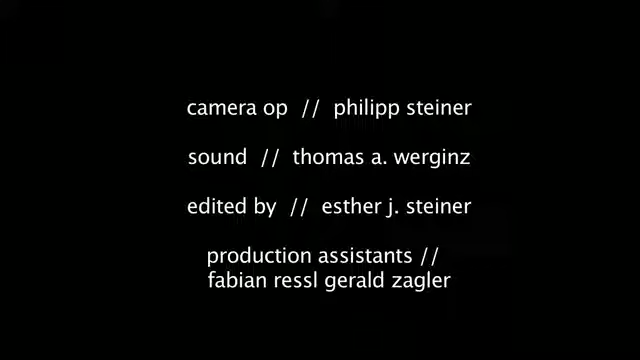 camera op // philipp steiner
sound // thomas a. werginz
edited by // esther j. steiner
production assistants //
fabian ressl gerald zagler